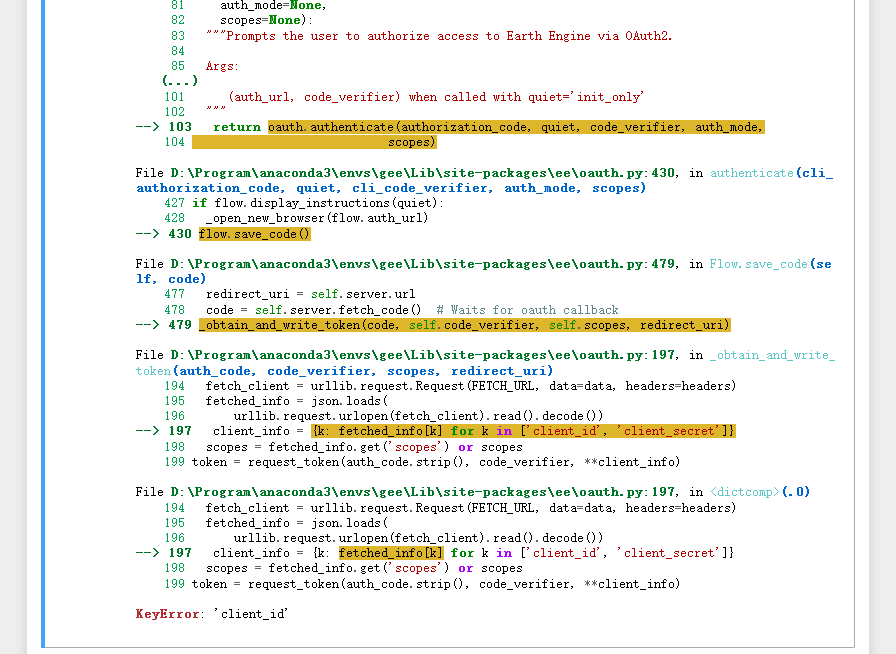 81 auth_mode=None,
82 scopes=None):
83 """Prompts the user to authorize access to Earth Engine via OAuth2.
84
85 Args:
(...)
101 (auth_url, code_verifier) when called with quiet='init_only'
102 """
--> 103 return oauth.authenticate(authorization_code, quiet, code_verifier, auth_mode,
104 scopes)
File D:\Program\anaconda3\envs\gee\Lib\site-packages\ee\oauth.py:430, in authenticate(cli_
authorization_code, quiet, cli_code_verifier, auth_mode, scopes)
427 if flow.display_instructions(quiet):
428 _open_new_browser(flow.auth_url)
--> 430 flow.save_code()
File D:\Program\anaconda3\envs\gee\Lib\site-packages\ee\oauth.py:479, in Flow.save_code(se
lf, code)
477 redirect_uri = self.server.url
478 code = self.server.fetch_code() # Waits for oauth callback
--> 479 _obtain_and_write_token(code, self.code_verifier, self.scopes, redirect_uri)
File D:\Program\anaconda3\envs\gee\Lib\site-packages\ee\oauth.py:197, in _obtain_and_write_
token(auth_code, code_verifier, scopes, redirect_uri)
194 fetch_client = urllib.request.Request(FETCH_URL, data=data, headers=headers)
195 fetched_info = json.loads(
196 urllib.request.urlopen(fetch_client).read().decode())
--> 197 client_info = {k: fetched_info[k] for k in ['client_id', 'client_secret']}
198 scopes = fetched_info.get('scopes') or scopes
199 token = request_token(auth_code.strip(), code_verifier, **client_info)
File D:\Program\anaconda3\envs\gee\Lib\site-packages\ee\oauth.py:197, in <dictcomp>(.0)
194 fetch_client = urllib.request.Request(FETCH_URL, data=data, headers=headers)
195 fetched_info = json.loads(
196 urllib.request.urlopen(fetch_client).read().decode())
--> 197 client_info = {k: fetched_info[k] for k in ['client_id', 'client_secret']}
198 scopes = fetched_info.get('scopes') or scopes
199 token = request_token(auth_code.strip(), code_verifier, **client_info)
KeyError: 'client_id'